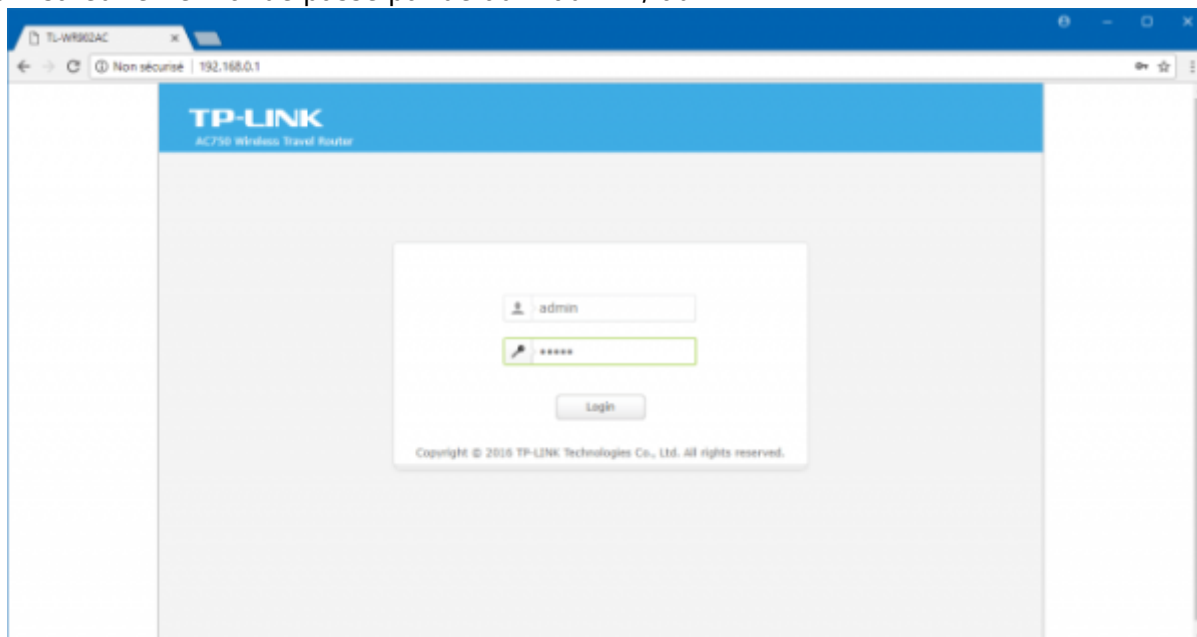 TL-WR902AC
Non sécurisé | 192.168.0.1
TP-LINK
AC750 Wireless Travel Router
admin
•••••
Login
Copyright © 2016 TP-LINK Technologies Co., Ltd. All rights reserved.